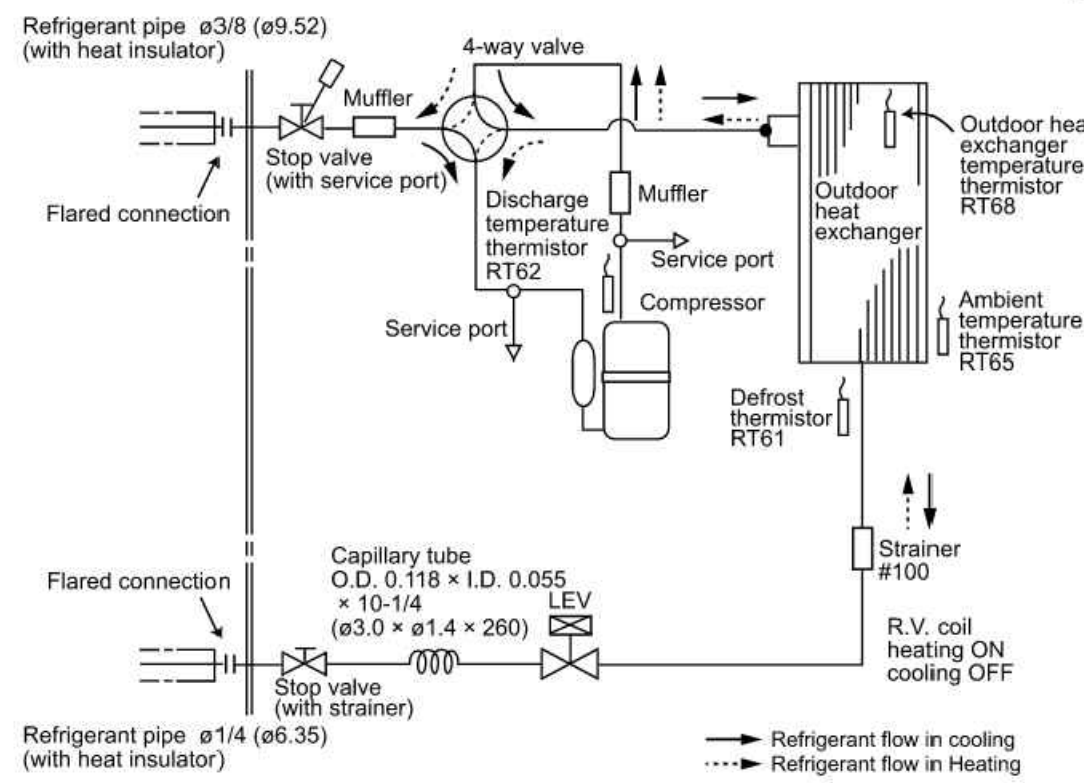 Refrigerant pipe ø3/8 (ø9.52)
(with heat insulator)
4-way valve
Muffler
Stop valve
(with service port)
Flared connection
Discharge
temperature
thermistor
RT62
Muffler
Service port
Service port
Compressor
Outdoor
heat
exchanger
Outdoor
exchanger
temperature
thermistor
RT68
Ambient
temperature
thermistor
RT65
Defrost
thermistor
RT61
Strainer
#100
Flared connection
Capillary tube
O.D. 0.118 × I.D. 0.055
× 10-1/4
(ø3.0 × ø1.4 × 260)
LEV
R.V. coil
heating ON
cooling OFF
Stop valve
(with strainer)
Refrigerant pipe ø1/4 (ø6.35)
(with heat insulator)
Refrigerant flow in cooling
Refrigerant flow in Heating